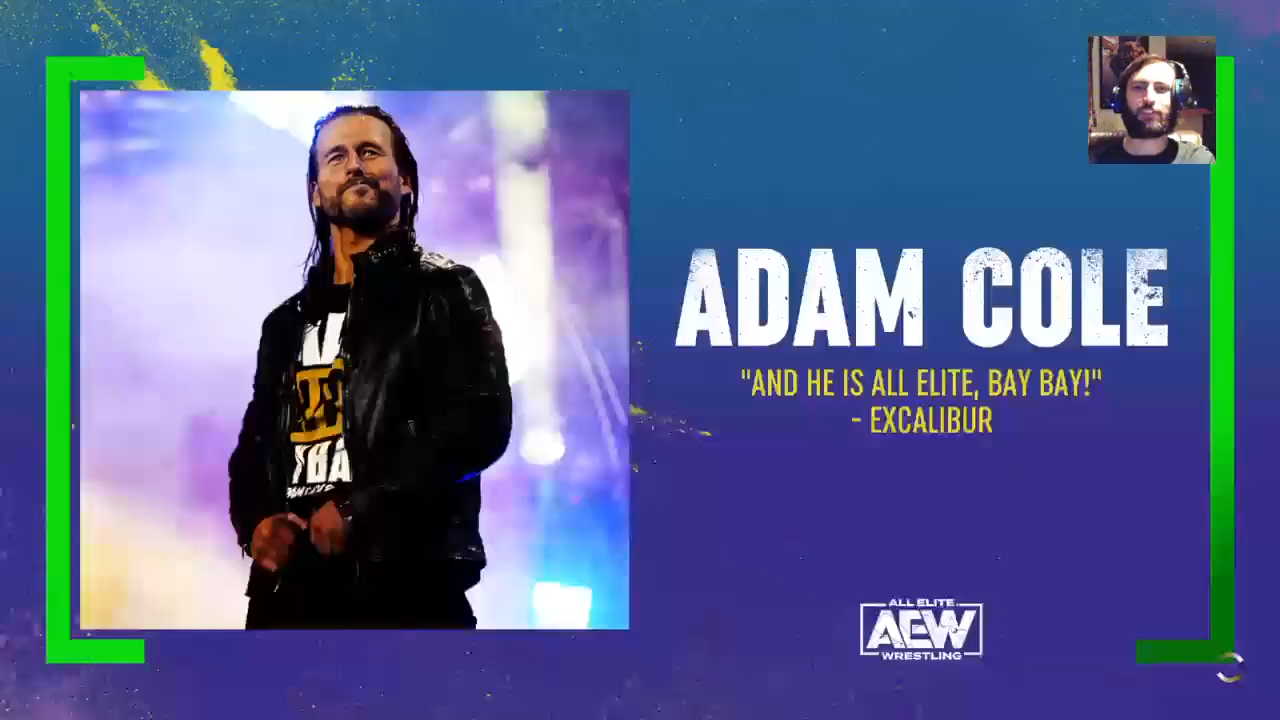 ADAM COLE
"AND HE IS ALL ELITE, BAY BAY!"
- EXCALIBUR
ALL ELITE
AEW
WRESTLING